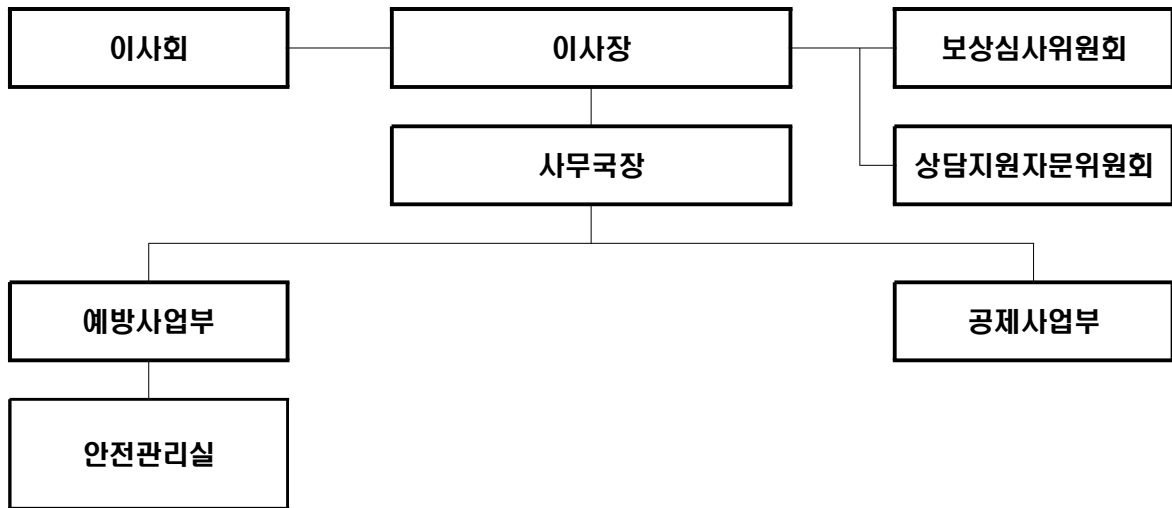 이사회
이사장
보상심사위원회
사무국장
상담지원자문위원회
예방사업부
공제사업부
안전관리실